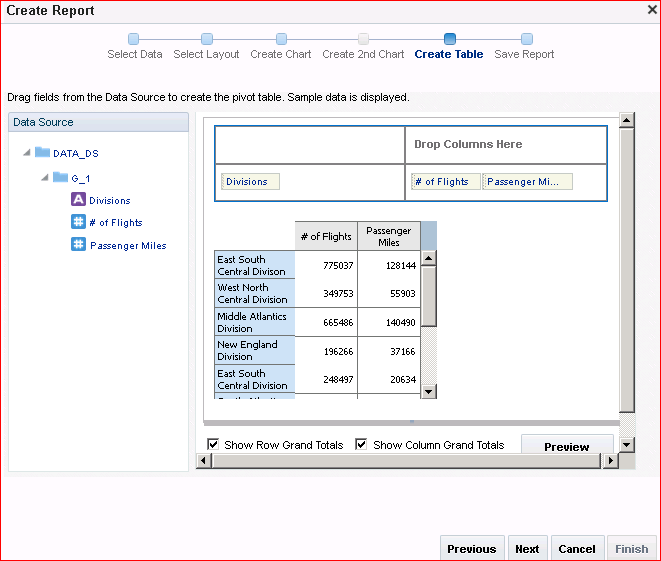 Create Report
Select Data Select Layout Create Chart Create 2nd Chart Create Table Save Report
Drag fields from the Data Source to create the pivot table. Sample data is displayed.
Data Source
DATA_DS
G_1
A Divisions
# # of Flights
# Passenger Miles
Drop Columns Here
Divisions # of Flights Passenger Mi...
# of Flights Passenger Miles
East South Central Divison 775037 128144
West North Central Division 349753 55903
Middle Atlantics Division 665486 140490
New England Division 196266 37166
East South Central Division 248497 20634
Show Row Grand Totals Show Column Grand Totals Preview
Previous Next Cancel Finish